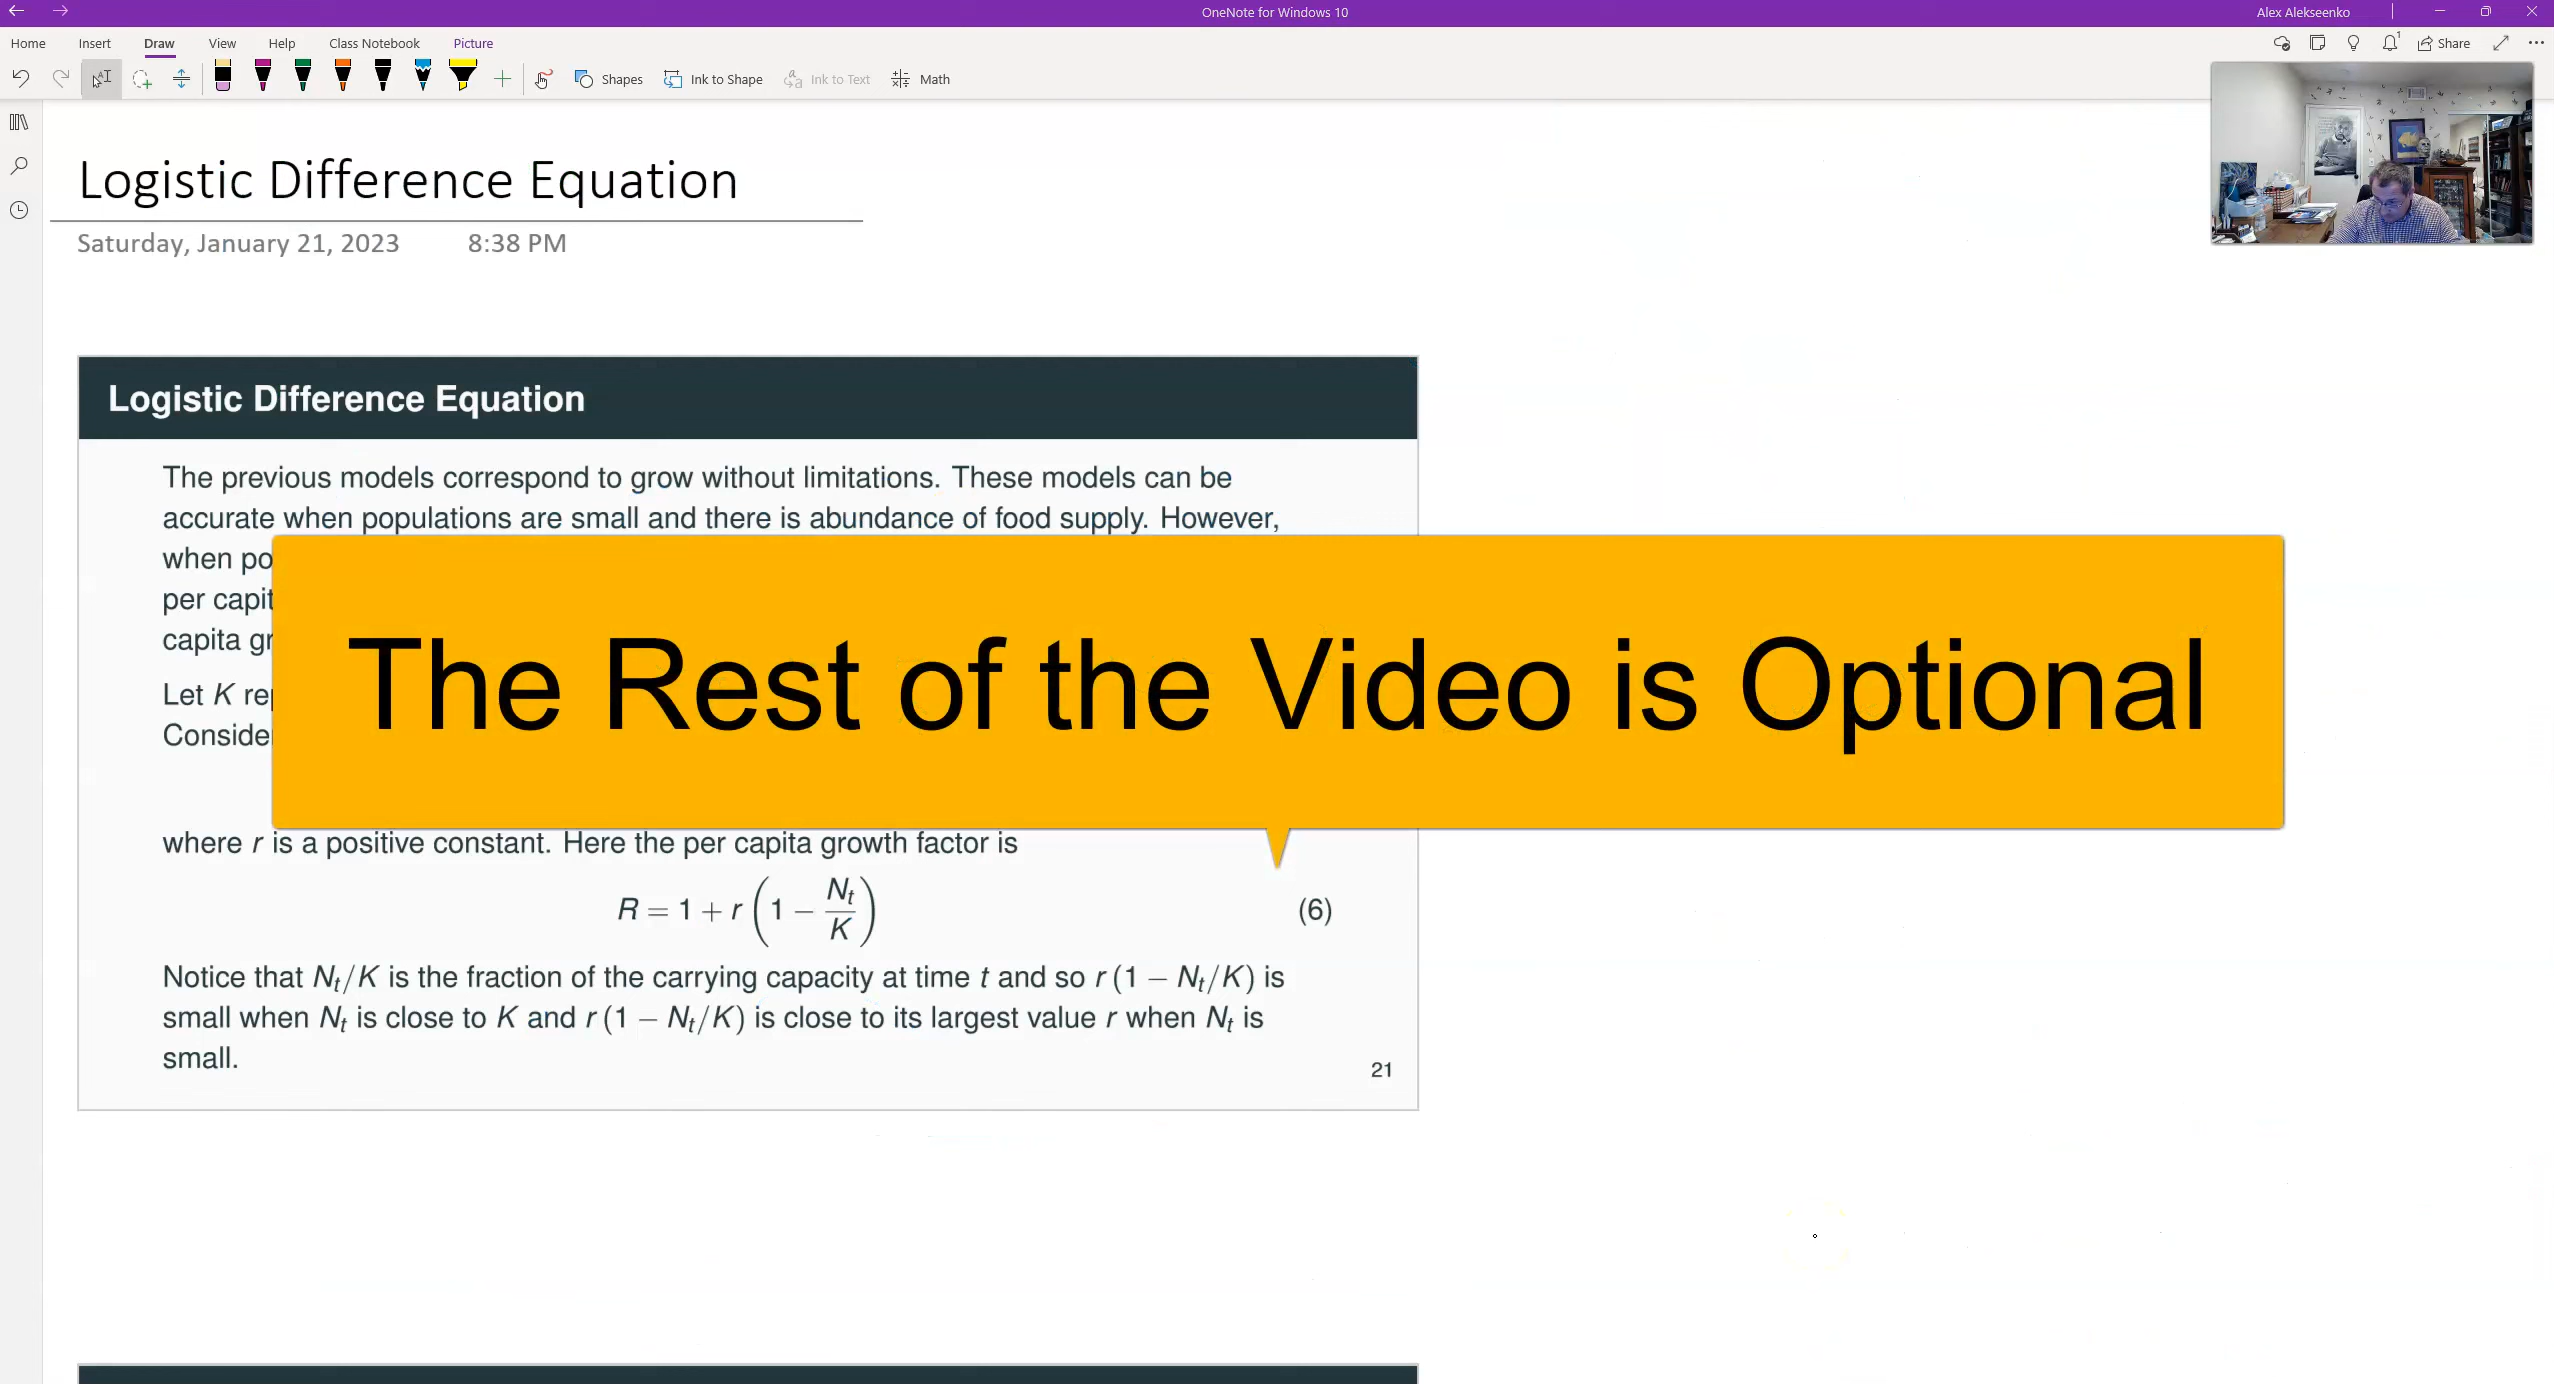 OneNote for Windows 10
Alex Alekseenko
Home Insert Draw View Help Class Notebook Picture
Share
Shapes Ink to Shape Ink to Text Math
Logistic Difference Equation
Saturday, January 21, 2023 8:38 PM
Logistic Difference Equation
The previous models correspond to grow without limitations. These models can be
accurate when populations are small and there is abundance of food supply. However,
when po
per capit
capita gr
Let K rep
Consider
The Rest of the Video is Optional
where r is a positive constant. Here the per capita growth factor is
R = 1 + r (1 − N_t/K) (6)
Notice that N_t/K is the fraction of the carrying capacity at time t and so r (1 − N_t/K) is
small when N_t is close to K and r (1 − N_t/K) is close to its largest value r when N_t is
small.
21